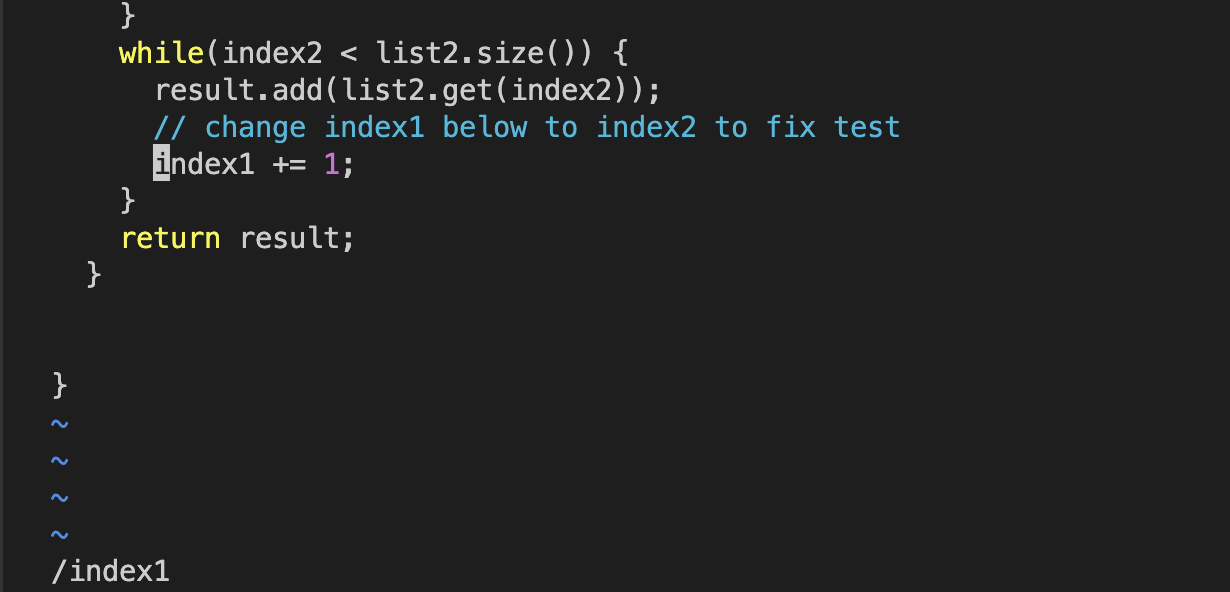 }
while(index2 < list2.size()) {
result.add(list2.get(index2));
// change index1 below to index2 to fix test
index1 += 1;
}
return result;
}
}
~
~
~
~
/index1